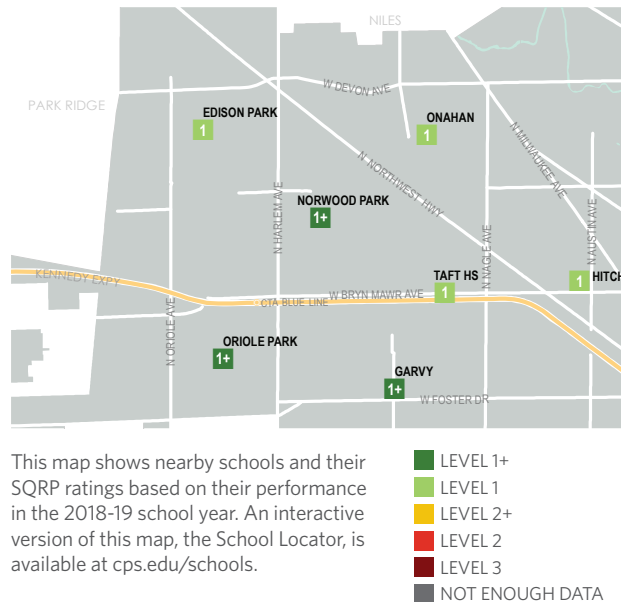 NILES
PARK RIDGE
W DEVON AVE
EDISON PARK
1
ONAHAN
1
N MILWAUKEE AVE
N NORTHWEST HWY
N HARLEM AVE
NORWOOD PARK
1+
N NAGLE AVE
N AUSTIN AVE
KENNEDY EXPY
TAFT HS
1
HITCH
1
W BRYN MAWR AVE
CTA BLUE LINE
N ORIOLE AVE
ORIOLE PARK
1+
GARVY
1+
W FOSTER DR
This map shows nearby schools and their
SQRP ratings based on their performance
in the 2018-19 school year. An interactive
version of this map, the School Locator, is
available at cps.edu/schools.
LEVEL 1+
LEVEL 1
LEVEL 2+
LEVEL 2
LEVEL 3
NOT ENOUGH DATA